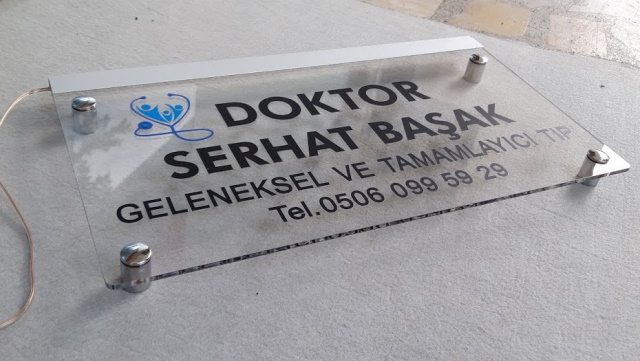 DOKTOR
SERHAT BAŞAK
GELENEKSEL VE TAMAMLAYICI TIP
Tel.0506 099 59 29